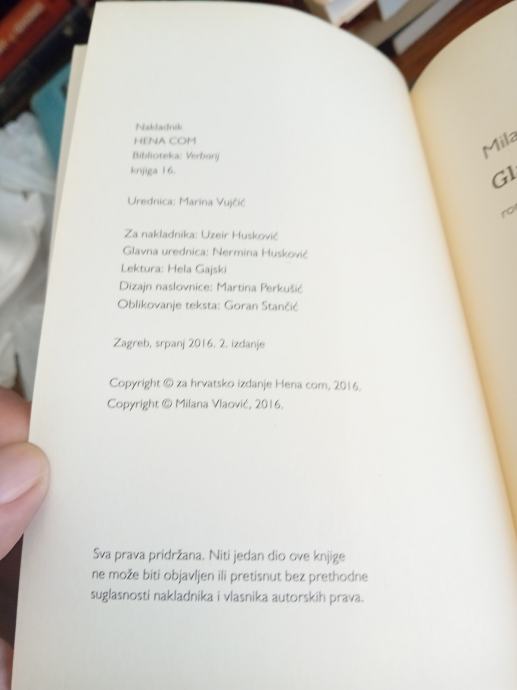 Nakladnik
HENA COM
Biblioteka: Verbarij
knjiga 16.
Urednica: Marina Vujčić
Za nakladnika: Uzeir Husković
Glavna urednica: Nermina Husković
Lektura: Hela Gajski
Dizajn naslovnice: Martina Perkušić
Oblikovanje teksta: Goran Stančić
Zagreb, srpanj 2016. 2. izdanje
Copyright © za hrvatsko izdanje Hena com, 2016.
Copyright © Milana Vlaović, 2016.
Sva prava pridržana. Niti jedan dio ove knjige
ne može biti objavljen ili pretisnut bez prethodne
suglasnosti nakladnika i vlasnika autorskih prava.